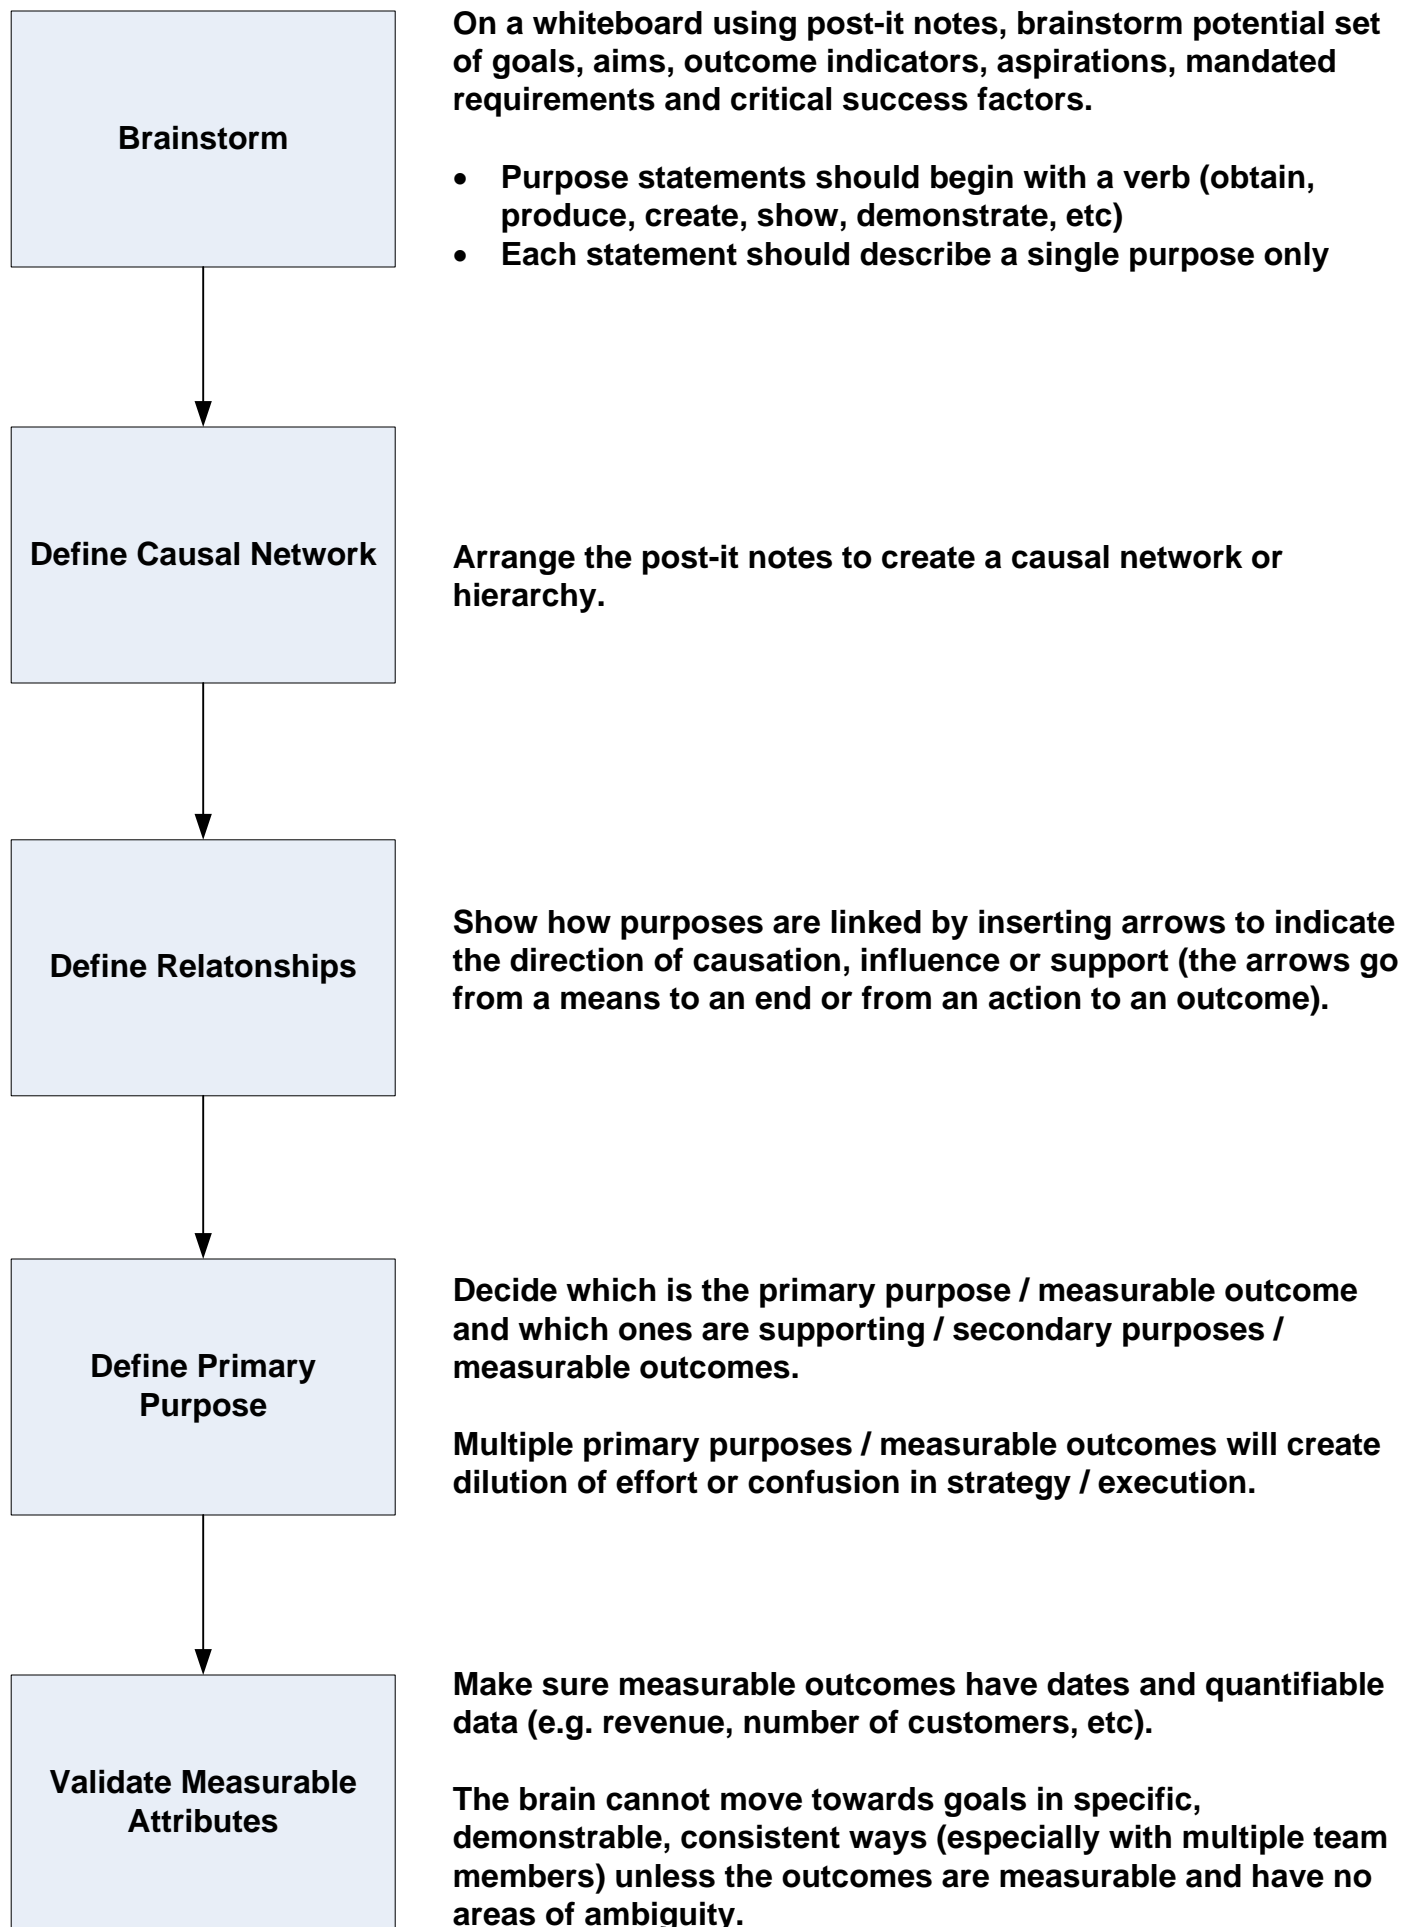 Brainstorm
On a whiteboard using post-it notes, brainstorm potential set
of goals, aims, outcome indicators, aspirations, mandated
requirements and critical success factors.
• Purpose statements should begin with a verb (obtain,
produce, create, show, demonstrate, etc)
• Each statement should describe a single purpose only
Define Causal Network
Arrange the post-it notes to create a causal network or
hierarchy.
Define Relatonships
Show how purposes are linked by inserting arrows to indicate
the direction of causation, influence or support (the arrows go
from a means to an end or from an action to an outcome).
Define Primary
Purpose
Decide which is the primary purpose / measurable outcome
and which ones are supporting / secondary purposes /
measurable outcomes.
Multiple primary purposes / measurable outcomes will create
dilution of effort or confusion in strategy / execution.
Validate Measurable
Attributes
Make sure measurable outcomes have dates and quantifiable
data (e.g. revenue, number of customers, etc).
The brain cannot move towards goals in specific,
demonstrable, consistent ways (especially with multiple team
members) unless the outcomes are measurable and have no
areas of ambiguity.